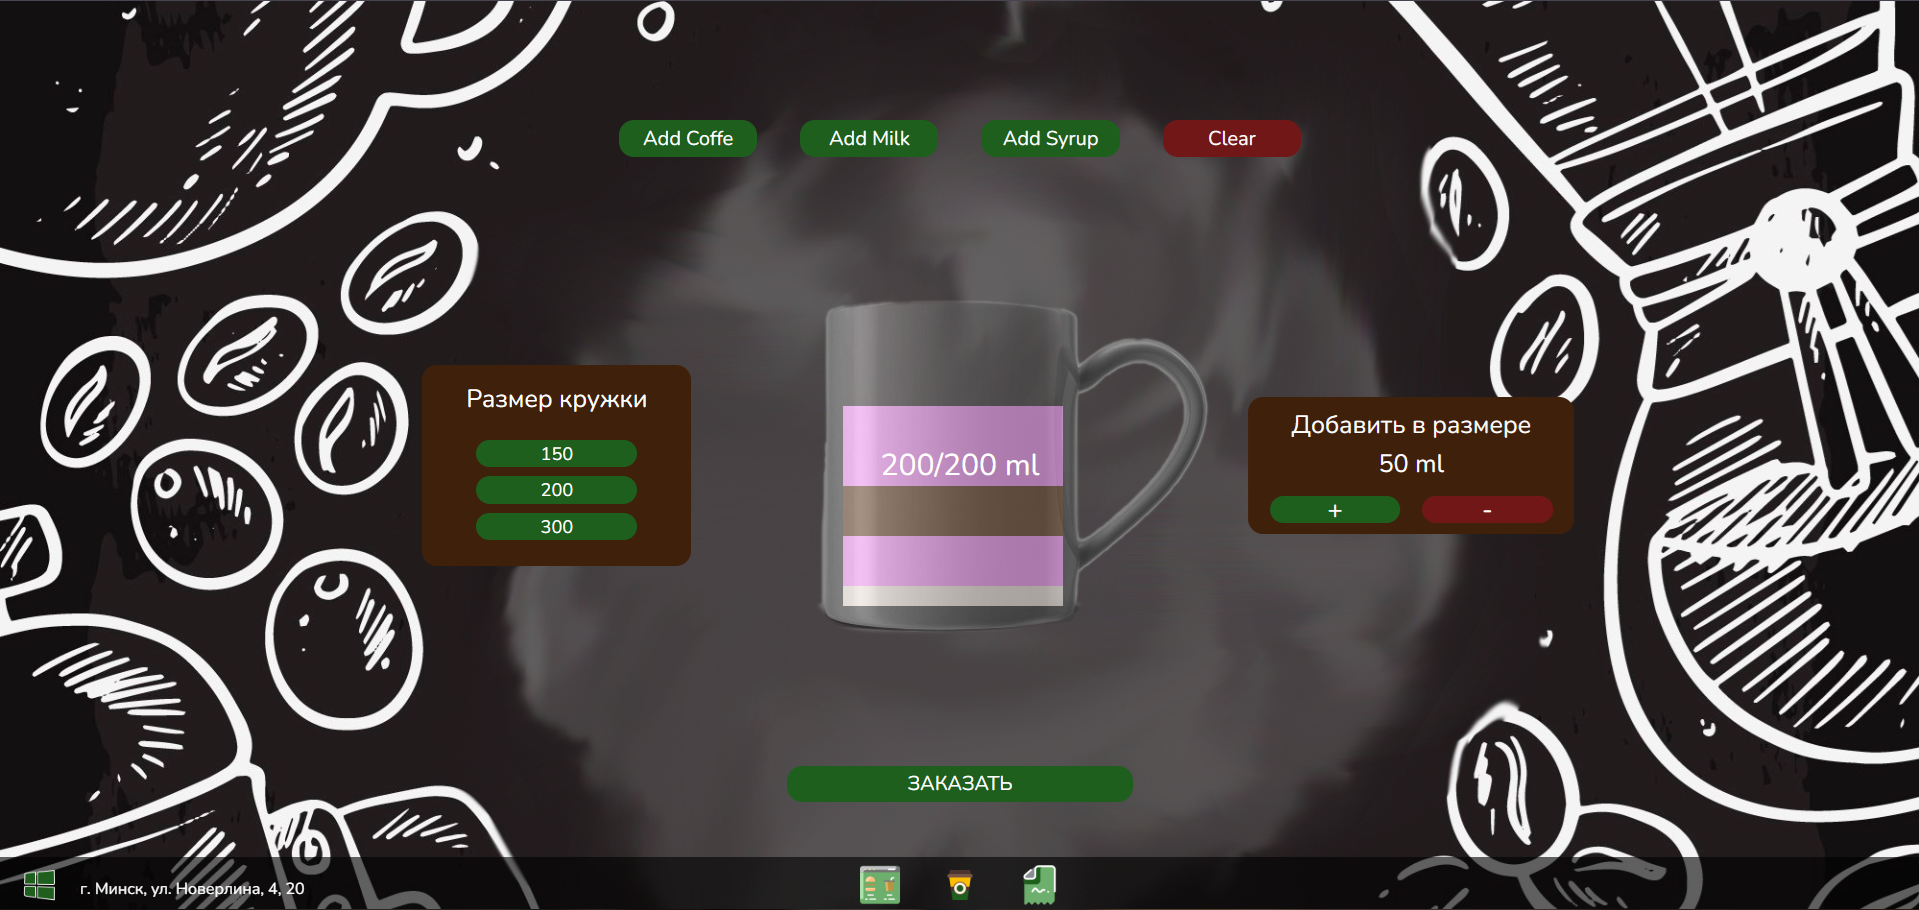 Add Coffe
Add Milk
Add Syrup
Clear
Размер кружки
150
200
300
200/200 ml
Добавить в размере
50 ml
+
-
ЗАКАЗАТЬ
г. Минск, ул. Новерлина, 4, 20